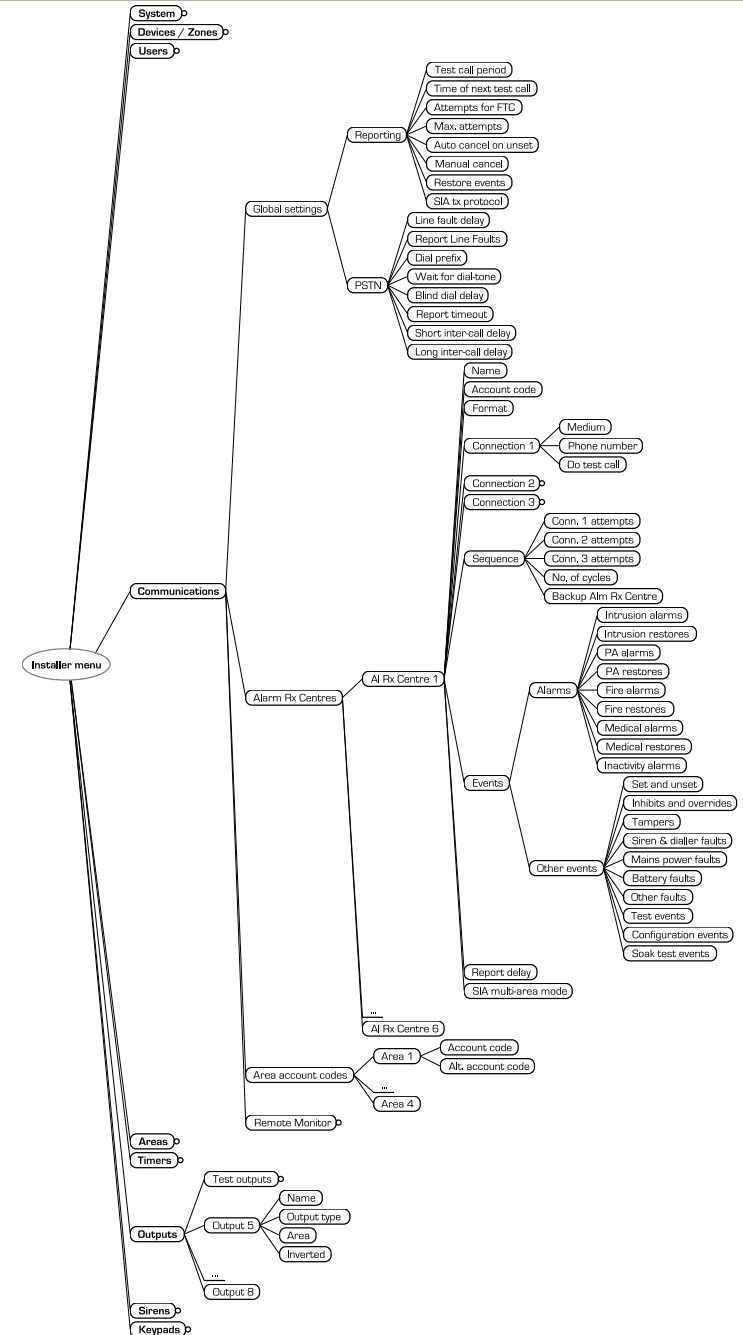 System
Devices / Zones
Users
Test call period
Time of next test call
Attempts for FTC
Reporting
Max. attempts
Auto cancel on unset
Manual cancel
Restore events
SIA tx protocol
Global settings
Line fault delay
Report Line Faults
Dial prefix
PSTN
Wait for dial-tone
Blind dial delay
Report timeout
Short inter-call delay
Long inter-call delay
Name
Account code
Format
Connection 1
Medium
Phone number
Do test call
Connection 2
Connection 3
Sequence
Conn. 1 attempts
Conn. 2 attempts
Conn. 3 attempts
No. of cycles
Backup Alm Rx Centre
Communications
Installer menu
Alarm Rx Centres
Al Rx Centre 1
Events
Alarms
Intrusion alarms
Intrusion restores
PA alarms
PA restores
Fire alarms
Fire restores
Medical alarms
Medical restores
Inactivity alarms
Other events
Set and unset
Inhibits and overrides
Tampers
Siren & dialler faults
Mains power faults
Battery faults
Other faults
Test events
Configuration events
Soak test events
Report delay
SIA multi-area mode
...
Al Rx Centre 6
Area account codes
Area 1
Account code
Alt. account code
...
Area 4
Remote Monitor
Areas
Timers
Outputs
Test outputs
Output 5
Name
Output type
Area
Inverted
...
Output 8
Sirens
Keypads